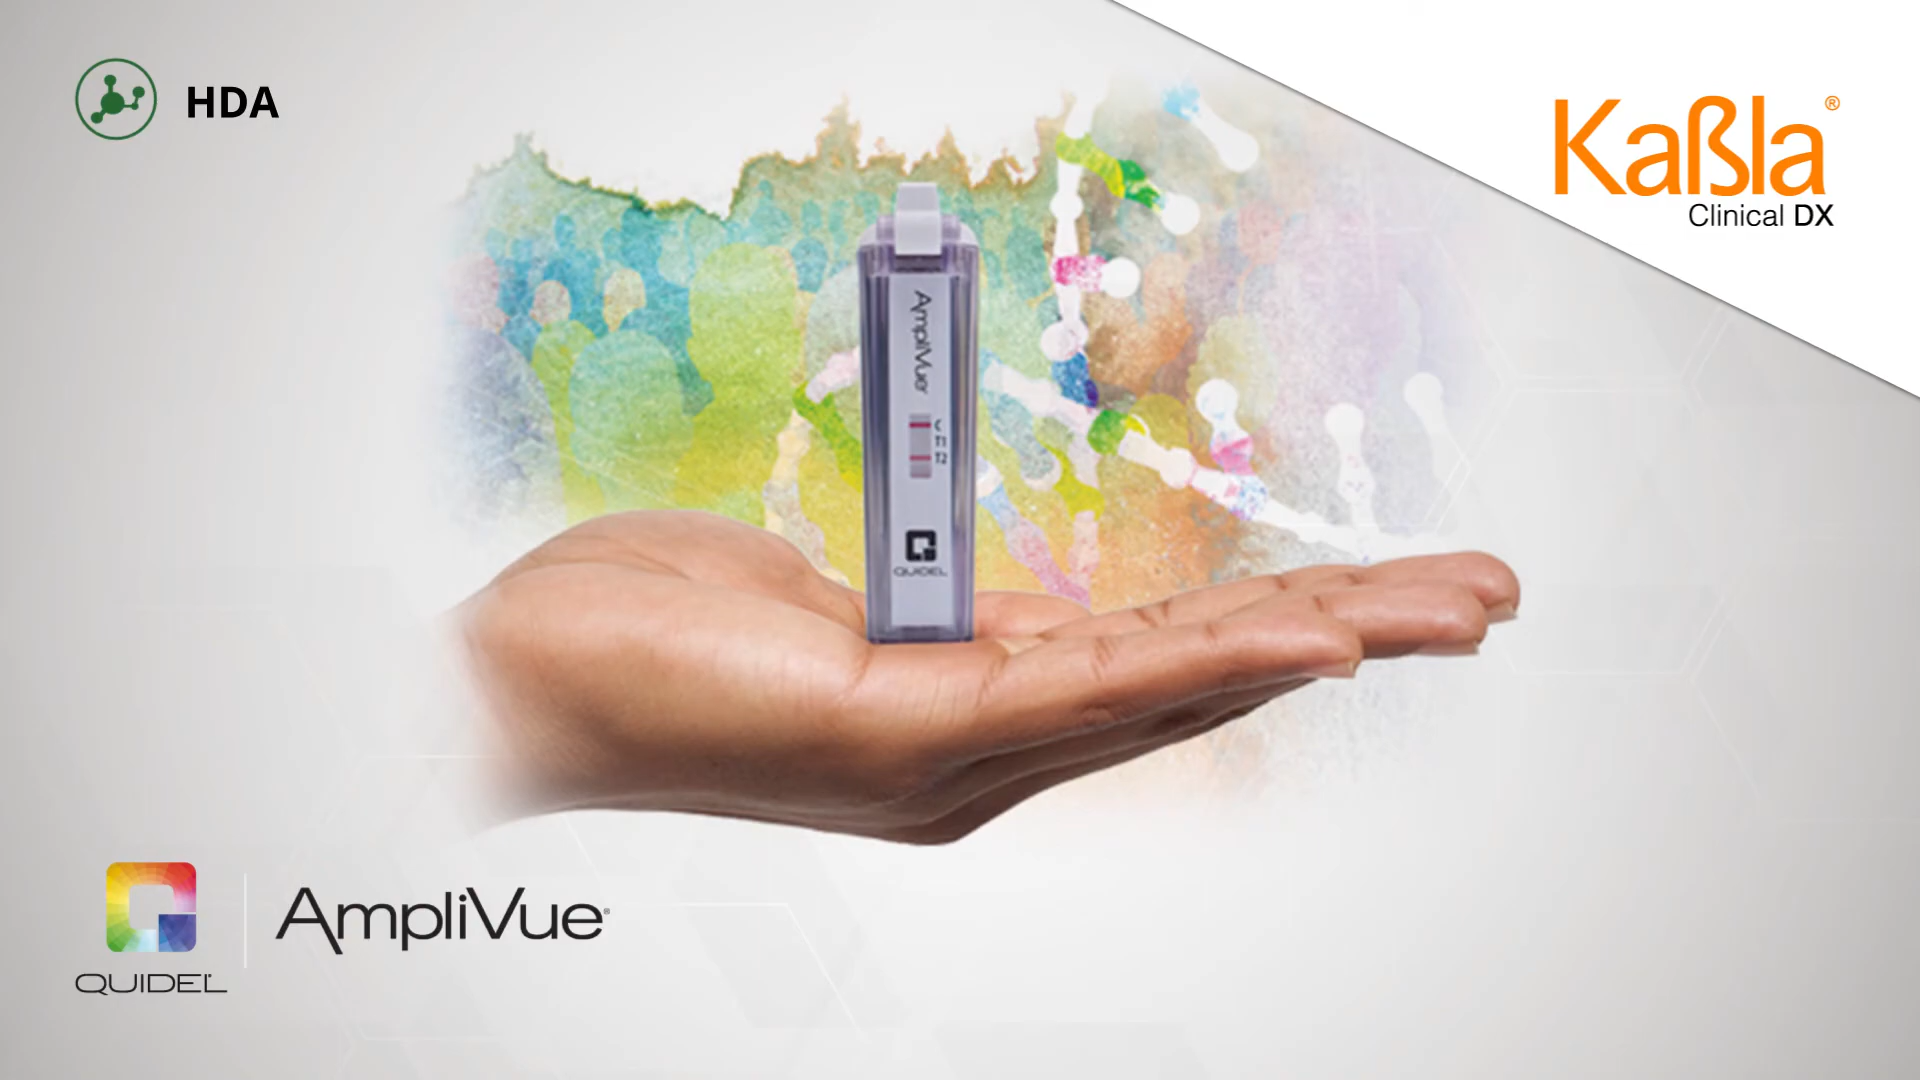 HDA
Kaßla®
Clinical DX
AmpliVue
C
T1
T2
QUIDEL
QUIDEL
AmpliVue®